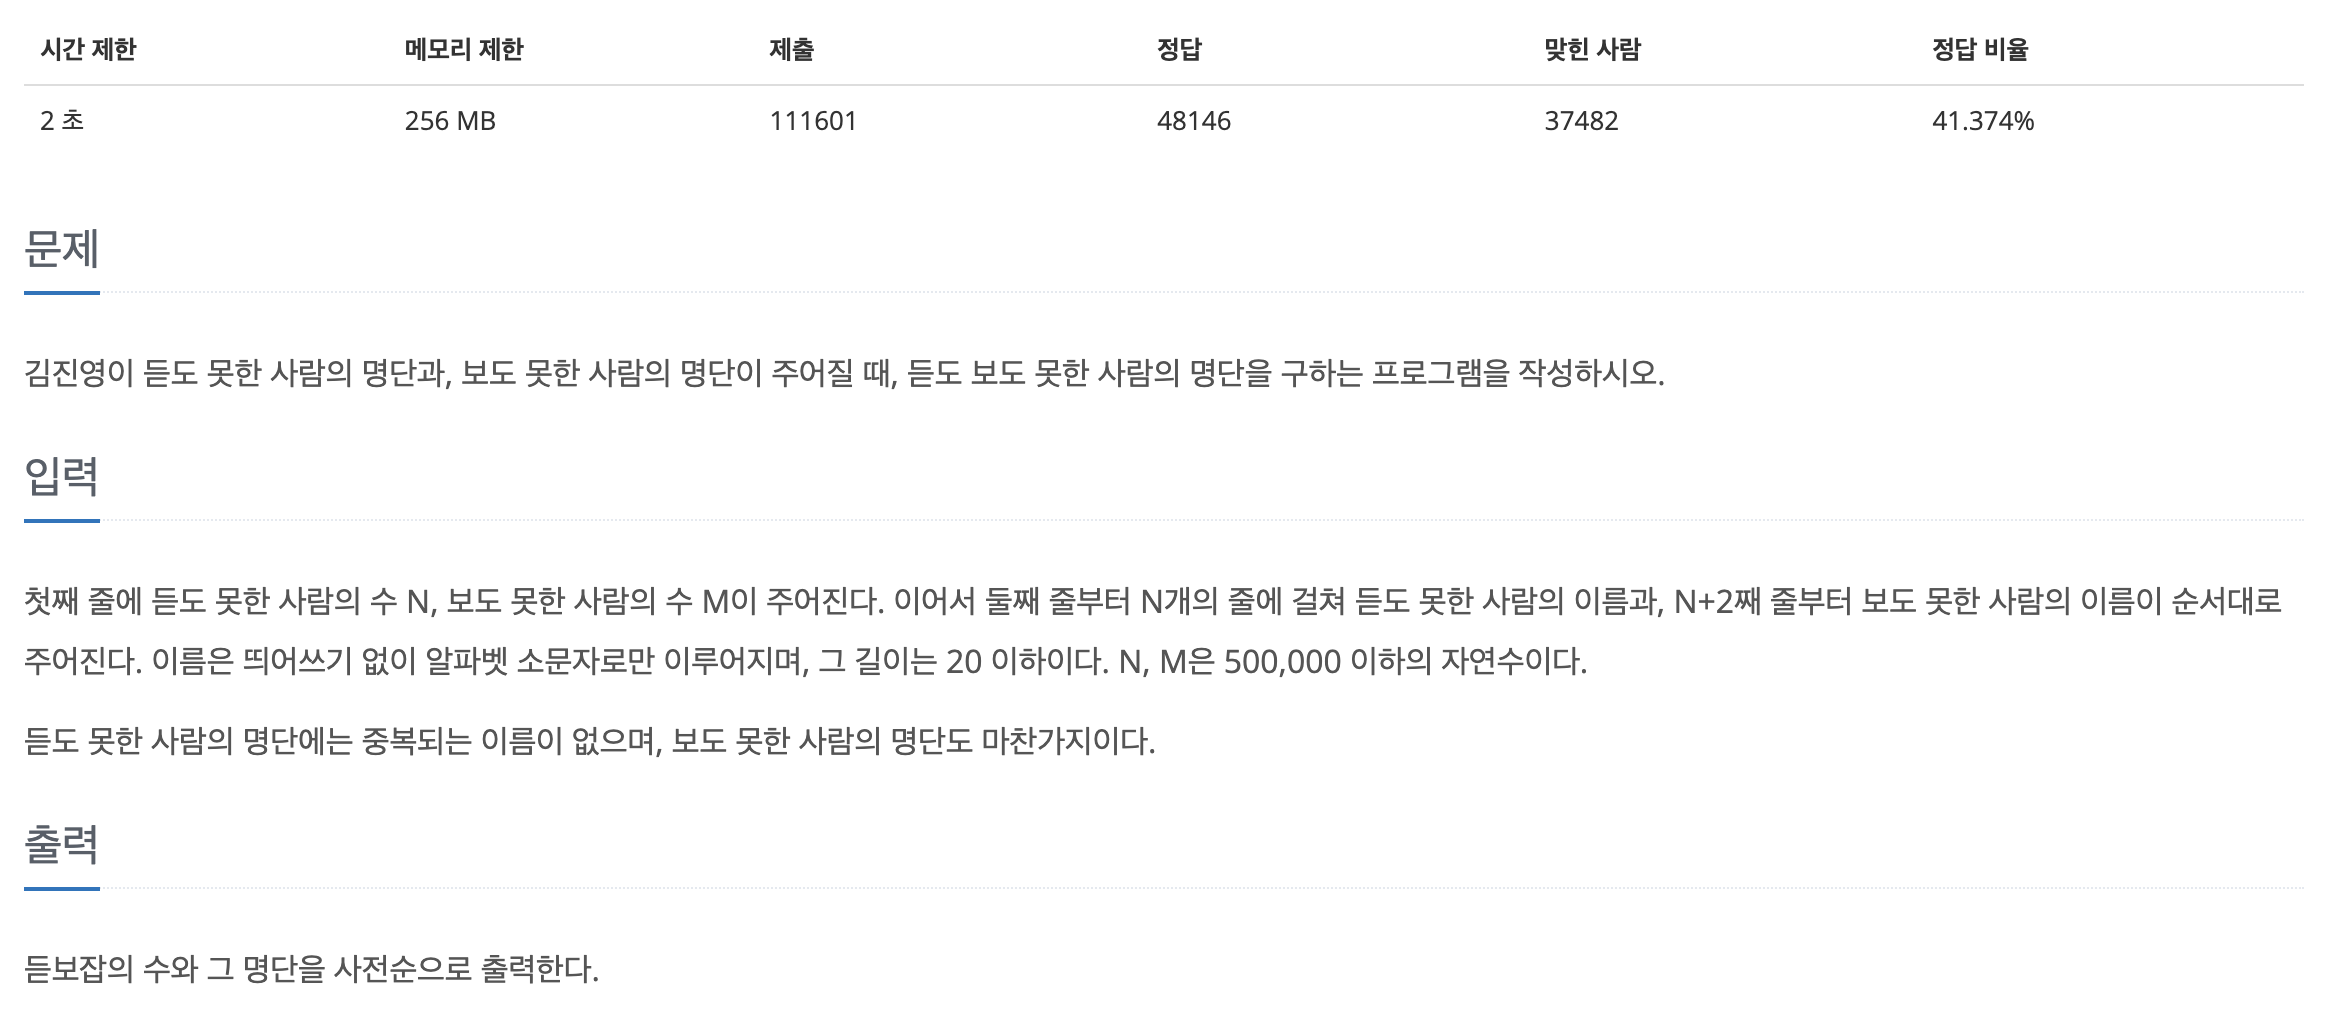 시간 제한 메모리 제한 제출 정답 맞힌 사람 정답 비율
2 초 256 MB 111601 48146 37482 41.374%
문제
김진영이 듣도 못한 사람의 명단과, 보도 못한 사람의 명단이 주어질 때, 듣도 보도 못한 사람의 명단을 구하는 프로그램을 작성하시오.
입력
첫째 줄에 듣도 못한 사람의 수 N, 보도 못한 사람의 수 M이 주어진다. 이어서 둘째 줄부터 N개의 줄에 걸쳐 듣도 못한 사람의 이름과, N+2째 줄부터 보도 못한 사람의 이름이 순서대로
주어진다. 이름은 띄어쓰기 없이 알파벳 소문자로만 이루어지며, 그 길이는 20 이하이다. N, M은 500,000 이하의 자연수이다.
듣도 못한 사람의 명단에는 중복되는 이름이 없으며, 보도 못한 사람의 명단도 마찬가지이다.
출력
듣보잡의 수와 그 명단을 사전순으로 출력한다.